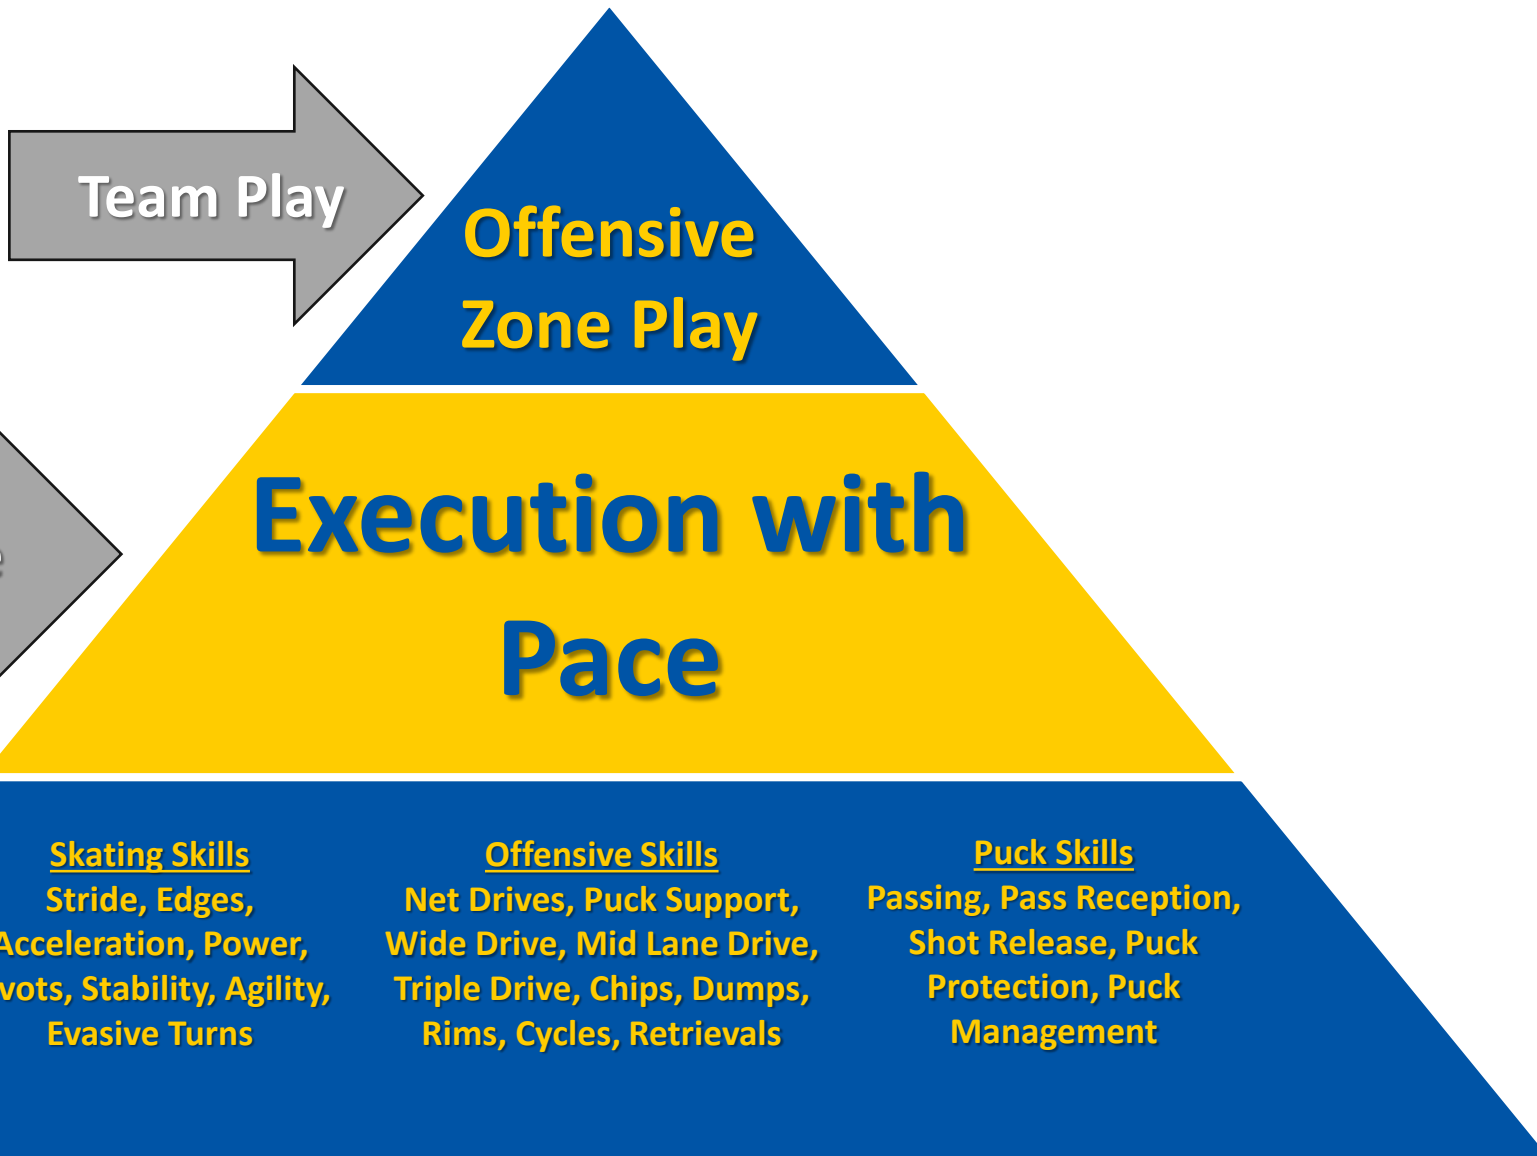 Team Play
Offensive
Zone Play
Execution with
Pace
Skating Skills
Stride, Edges,
Acceleration, Power,
Stability, Agility,
Evasive Turns
Offensive Skills
Net Drives, Puck Support,
Wide Drive, Mid Lane Drive,
Triple Drive, Chips, Dumps,
Rims, Cycles, Retrievals
Puck Skills
Passing, Pass Reception,
Shot Release, Puck
Protection, Puck
Management